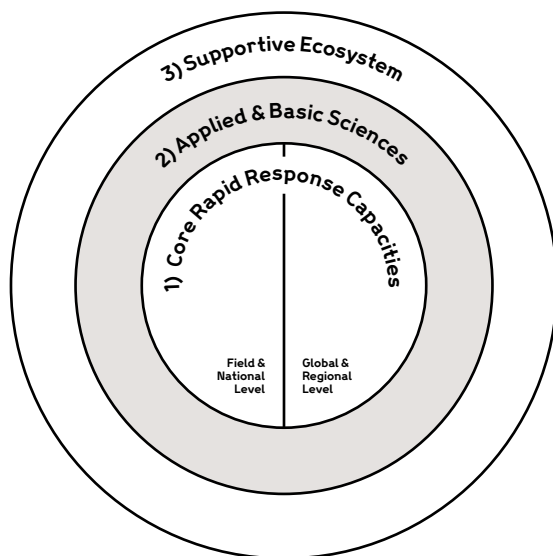 3) Supportive Ecosystem
2) Applied & Basic Sciences
1) Core Rapid Response Capacities
Field &
National
Level
Global &
Regional
Level